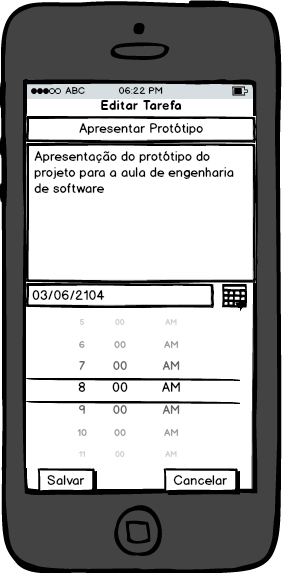 ABC 06:22 PM
Editar Tarefa
Apresentar Protótipo
Apresentação do protótipo do
projeto para a aula de engenharia
de software
03/06/2104
5 00 AM
6 00 AM
7 00 AM
8 00 AM
9 00 AM
10 00 AM
11 00 AM
Salvar Cancelar